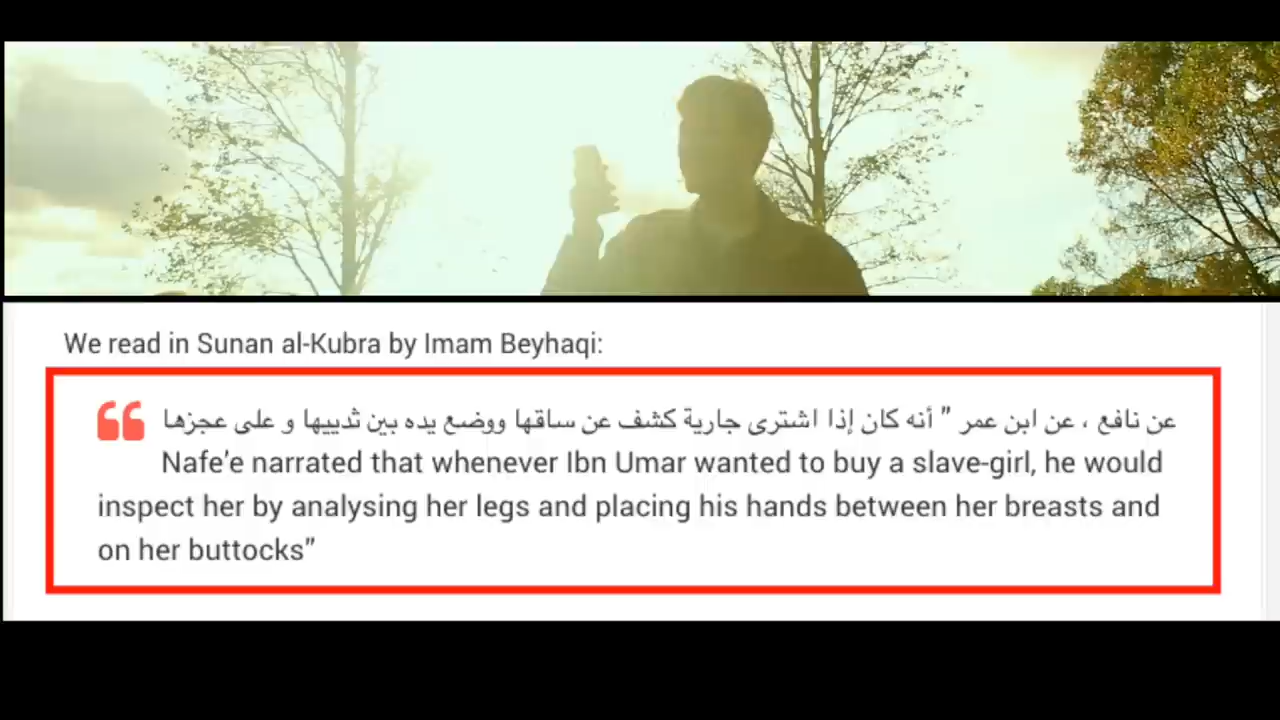 We read in Sunan al-Kubra by Imam Beyhaqi:
عن نافع ، عن ابن عمر ” أنه كان إذا اشترى جارية كشف عن ساقها ووضع يده بين ثدييها و على عجزها
Nafe’e narrated that whenever Ibn Umar wanted to buy a slave-girl, he would
inspect her by analysing her legs and placing his hands between her breasts and
on her buttocks”